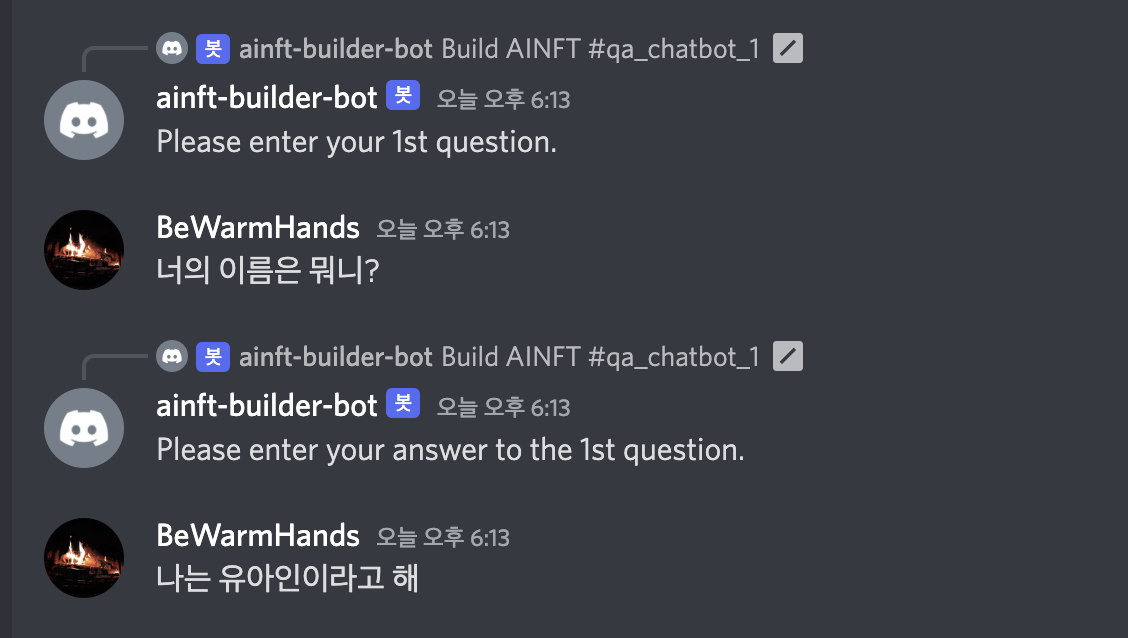 봇 ainft-builder-bot Build AINFT #qa_chatbot_1
ainft-builder-bot 봇 오늘 오후 6:13
Please enter your 1st question.
BeWarmHands 오늘 오후 6:13
너의 이름은 뭐니?
봇 ainft-builder-bot Build AINFT #qa_chatbot_1
ainft-builder-bot 봇 오늘 오후 6:13
Please enter your answer to the 1st question.
BeWarmHands 오늘 오후 6:13
나는 유아인이라고 해